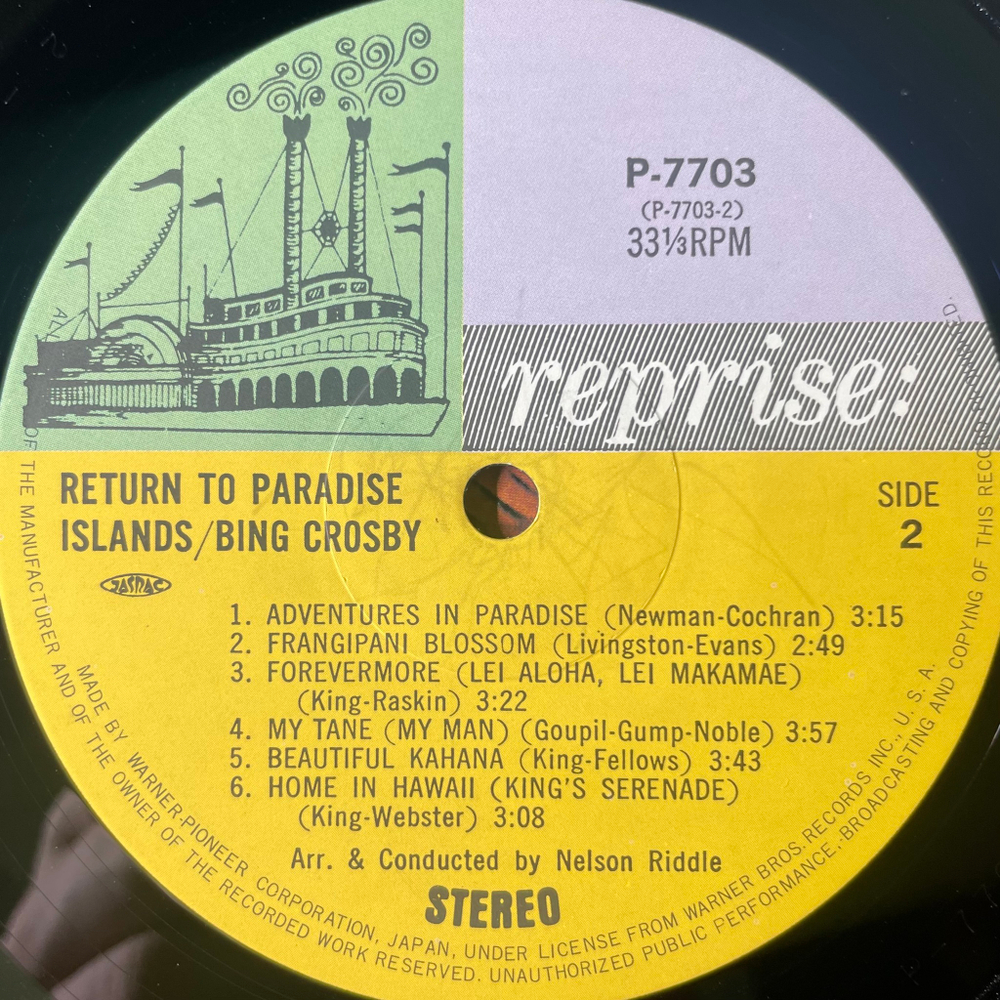 P-7703
(P-7703-2)
33⅓RPM
reprise:
RETURN TO PARADISE
ISLANDS/BING CROSBY
SIDE
2
JASRAC
1. ADVENTURES IN PARADISE (Newman-Cochran) 3:15
2. FRANGIPANI BLOSSOM (Livingston-Evans) 2:49
3. FOREVERMORE (LEI ALOHA, LEI MAKAMAE)
(King-Raskin) 3:22
4. MY TANE (MY MAN) (Goupil-Gump-Noble) 3:57
5. BEAUTIFUL KAHANA (King-Fellows) 3:43
6. HOME IN HAWAII (KING'S SERENADE)
(King-Webster) 3:08
Arr. & Conducted by Nelson Riddle
STEREO
MADE BY WARNER-PIONEER CORPORATION, JAPAN, UNDER LICENSE FROM WARNER BROS. RECORDS INC., U. S. A.
OF THE MANUFACTURER AND OF THE OWNER OF THE RECORDED WORK RESERVED. UNAUTHORIZED PUBLIC PERFORMANCE, BROADCASTING AND COPYING OF THIS RECORD